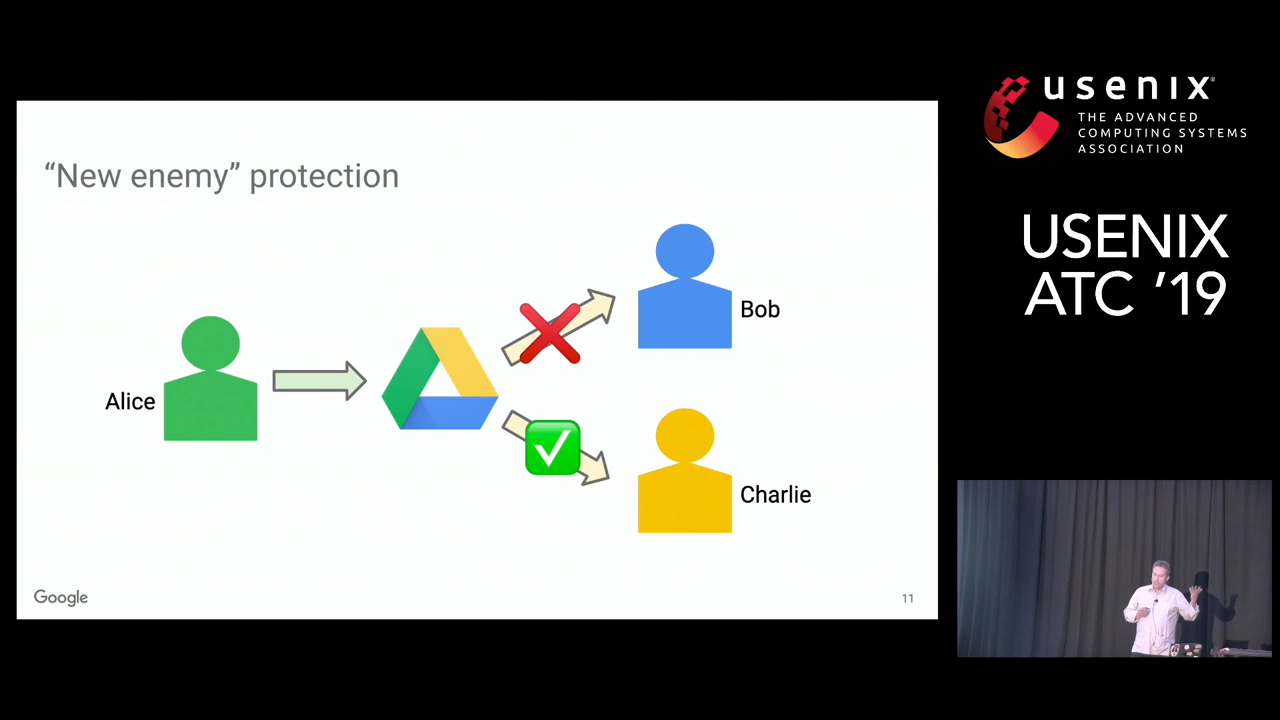 “New enemy” protection
Alice
Bob
Charlie
Google
11
usenix
THE ADVANCED
COMPUTING SYSTEMS
ASSOCIATION
USENIX
ATC ’19